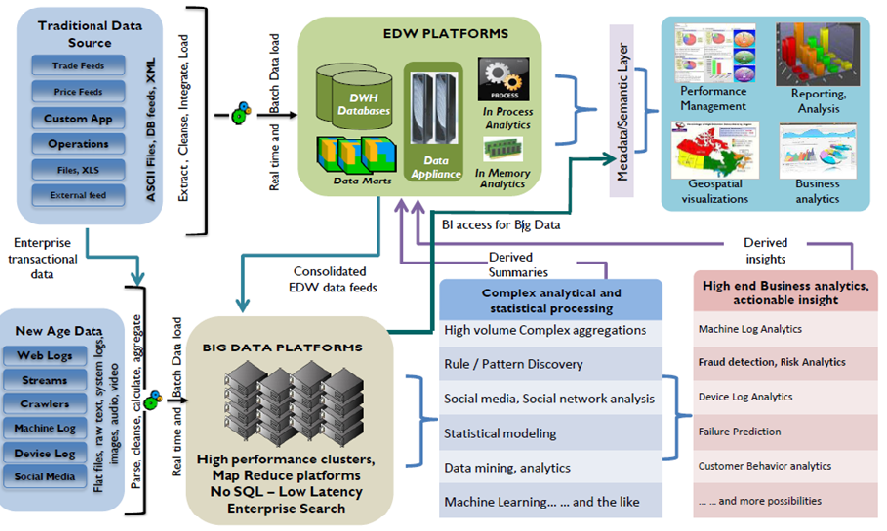 Traditional Data
Source
Trade Feeds
Price Feeds
Custom App
Operations
Files, XLS
External feed
ASCII Files, DB feeds, XML
Extract , Cleanse, Integrate, Load
Real time and Batch Data load
EDW PLATFORMS
DWH
Databases
Data Marts
Data
Appliance
PROCESS
In Process
Analytics
In Memory
Analytics
Metadata/Semantic Layer
Performance
Management
Reporting,
Analysis
Geospatial
visualizations
Business
analytics
Enterprise
transactional
data
Consolidated
EDW data feeds
BI access for Big Data
Derived
Summaries
Derived
insights
New Age Data
Web Logs
Streams
Crawlers
Machine Log
Device Log
Social Media
Flat files, raw text, system logs,
images, audio, video
Parse, cleanse, calculate, aggregate
Real time and Batch Data load
BIG DATA PLATFORMS
High performance clusters,
Map Reduce platforms
No SQL – Low Latency
Enterprise Search
Complex analytical and
statistical processing
High volume Complex aggregations
Rule / Pattern Discovery
Social media, Social network analysis
Statistical modeling
Data mining, analytics
Machine Learning... ... and the like
High end Business analytics,
actionable insight
Machine Log Analytics
Fraud detection, Risk Analytics
Device Log Analytics
Failure Prediction
Customer Behavior analytics
... ... and more possibilities